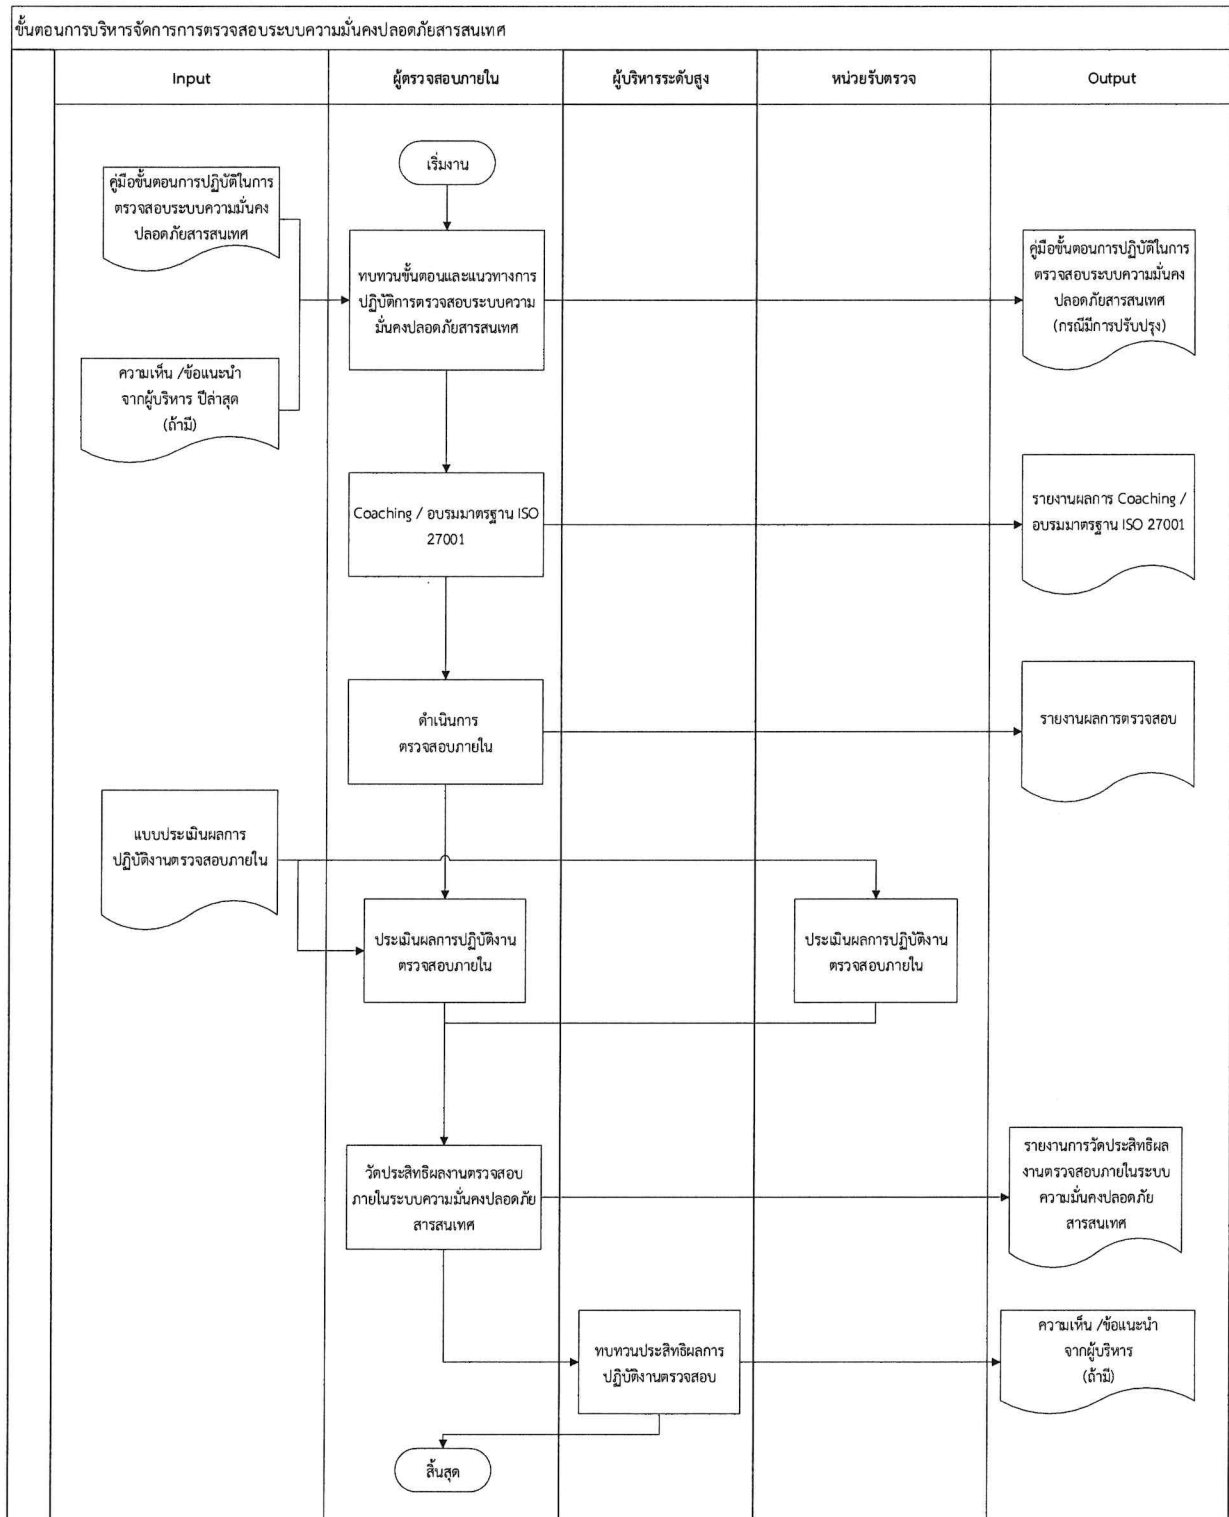 ขั้นตอนการบริหารจัดการการตรวจสอบระบบความมั่นคงปลอดภัยสารสนเทศ
Input
ผู้ตรวจสอบภายใน
ผู้บริหารระดับสูง
หน่วยรับตรวจ
Output
เริ่มงาน
คู่มือขั้นตอนการปฏิบัติในการ
ตรวจสอบระบบความมั่นคง
ปลอดภัยสารสนเทศ
ความเห็น /ข้อแนะนำ
จากผู้บริหาร ปีล่าสุด
(ถ้ามี)
ทบทวนขั้นตอนและแนวทางการ
ปฏิบัติการตรวจสอบระบบความ
มั่นคงปลอดภัยสารสนเทศ
คู่มือขั้นตอนการปฏิบัติในการ
ตรวจสอบระบบความมั่นคง
ปลอดภัยสารสนเทศ
(กรณีมีการปรับปรุง)
Coaching / อบรมมาตรฐาน ISO
27001
รายงานผลการ Coaching /
อบรมมาตรฐาน ISO 27001
ดำเนินการ
ตรวจสอบภายใน
รายงานผลการตรวจสอบ
แบบประเมินผลการ
ปฏิบัติงานตรวจสอบภายใน
ประเมินผลการปฏิบัติงาน
ตรวจสอบภายใน
ประเมินผลการปฏิบัติงาน
ตรวจสอบภายใน
วัดประสิทธิผลงานตรวจสอบ
ภายในระบบความมั่นคงปลอดภัย
สารสนเทศ
รายงานการวัดประสิทธิผล
งานตรวจสอบภายในระบบ
ความมั่นคงปลอดภัย
สารสนเทศ
ทบทวนประสิทธิผลการ
ปฏิบัติงานตรวจสอบ
ความเห็น /ข้อแนะนำ
จากผู้บริหาร
(ถ้ามี)
สิ้นสุด